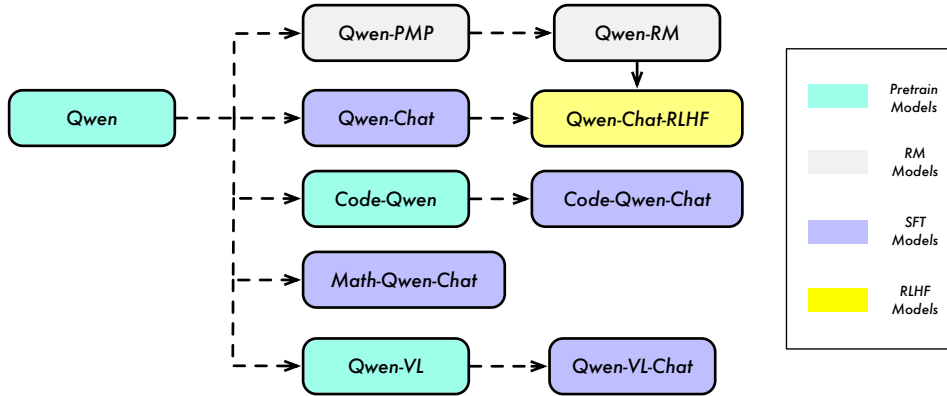 Qwen-PMP
Qwen-RM
Qwen
Qwen-Chat
Qwen-Chat-RLHF
Code-Qwen
Code-Qwen-Chat
Math-Qwen-Chat
Qwen-VL
Qwen-VL-Chat
Pretrain
Models
RM
Models
SFT
Models
RLHF
Models